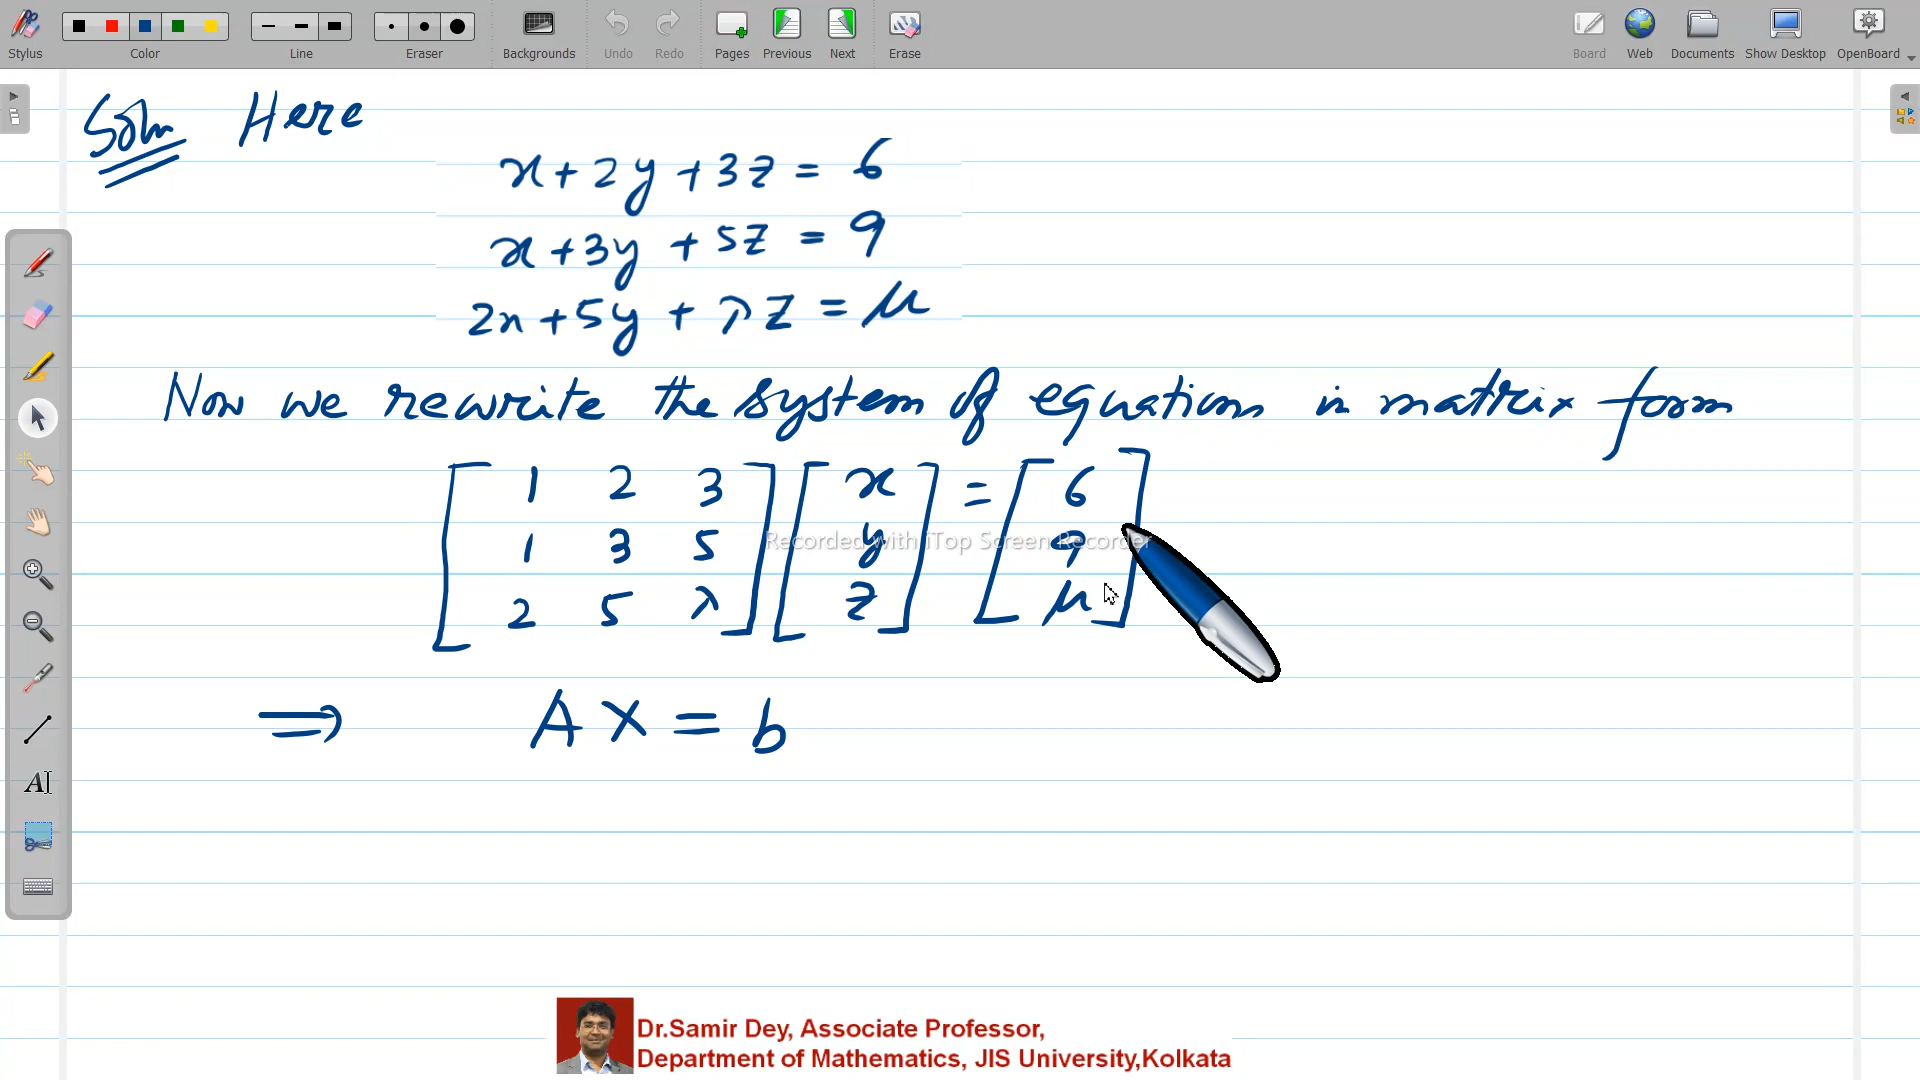 Stylus Color Line Eraser Backgrounds Undo Redo Pages Previous Next Erase Board Web Documents Show Desktop OpenBoard
Soln Here
x + 2y + 3z = 6
x + 3y + 5z = 9
2x + 5y + λz = μ
Now we rewrite the system of equations in matrix form
[1 2 3] [x] = [6]
[1 3 5] [y] [9]
Recorded with iTop Screen Recorder
[2 5 λ] [z] [μ]
⇒ A X = b
Dr.Samir Dey, Associate Professor,
Department of Mathematics, JIS University,Kolkata